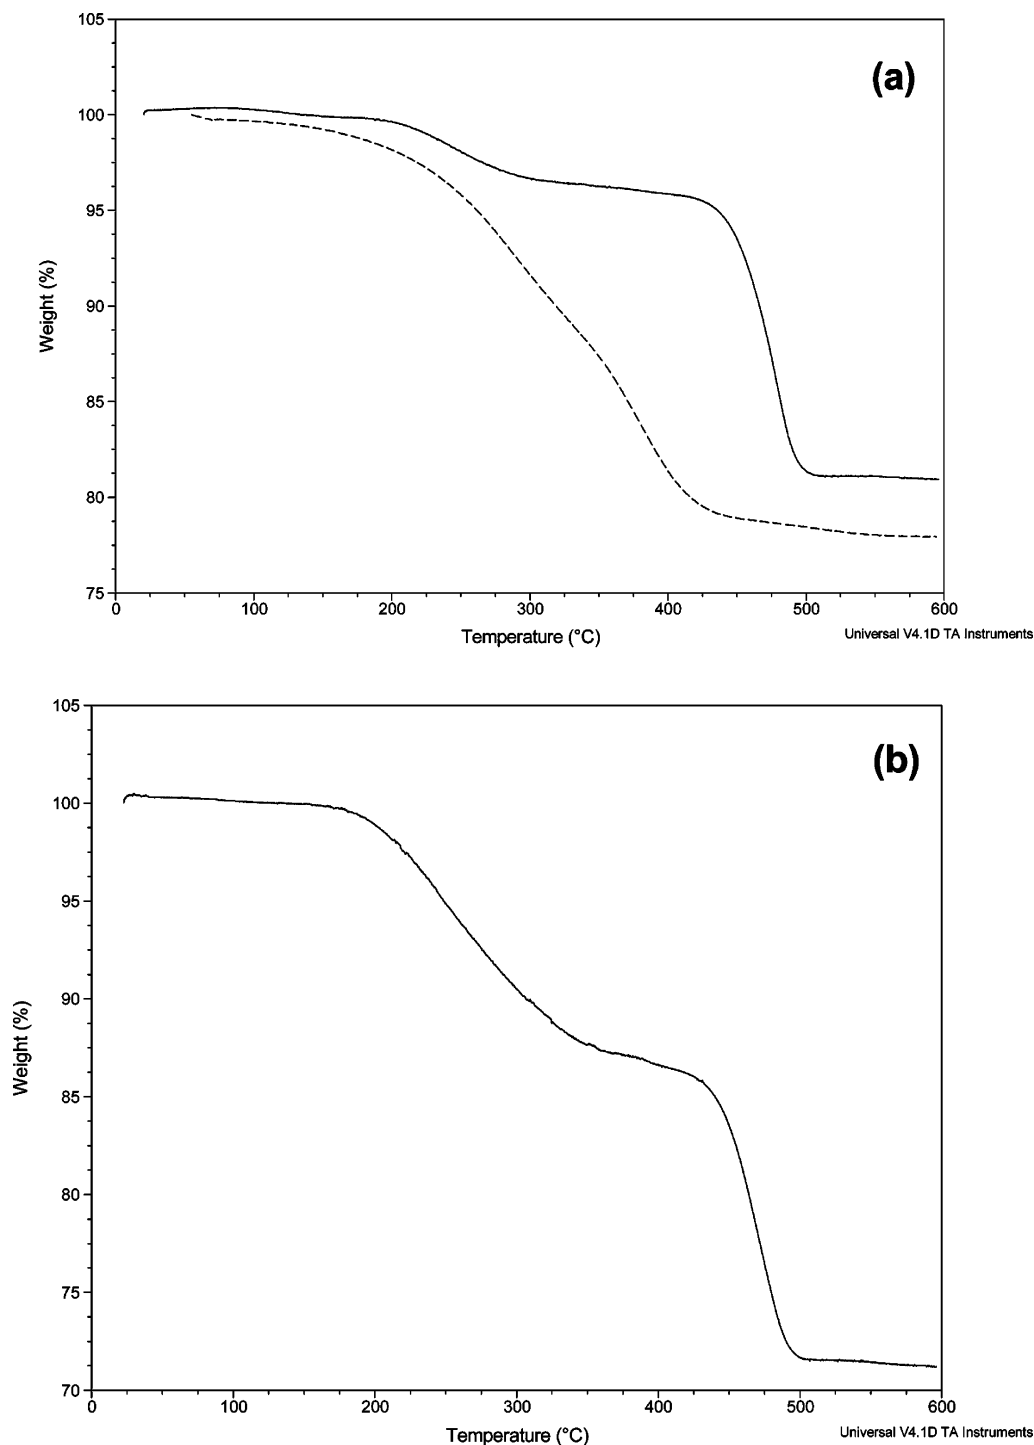 105
(a)
100
95
90
85
80
75
Weight (%)
0 100 200 300 400 500 600
Temperature (°C)
Universal V4.1D TA Instruments
105
(b)
100
95
90
85
80
75
70
Weight (%)
0 100 200 300 400 500 600
Temperature (°C)
Universal V4.1D TA Instruments